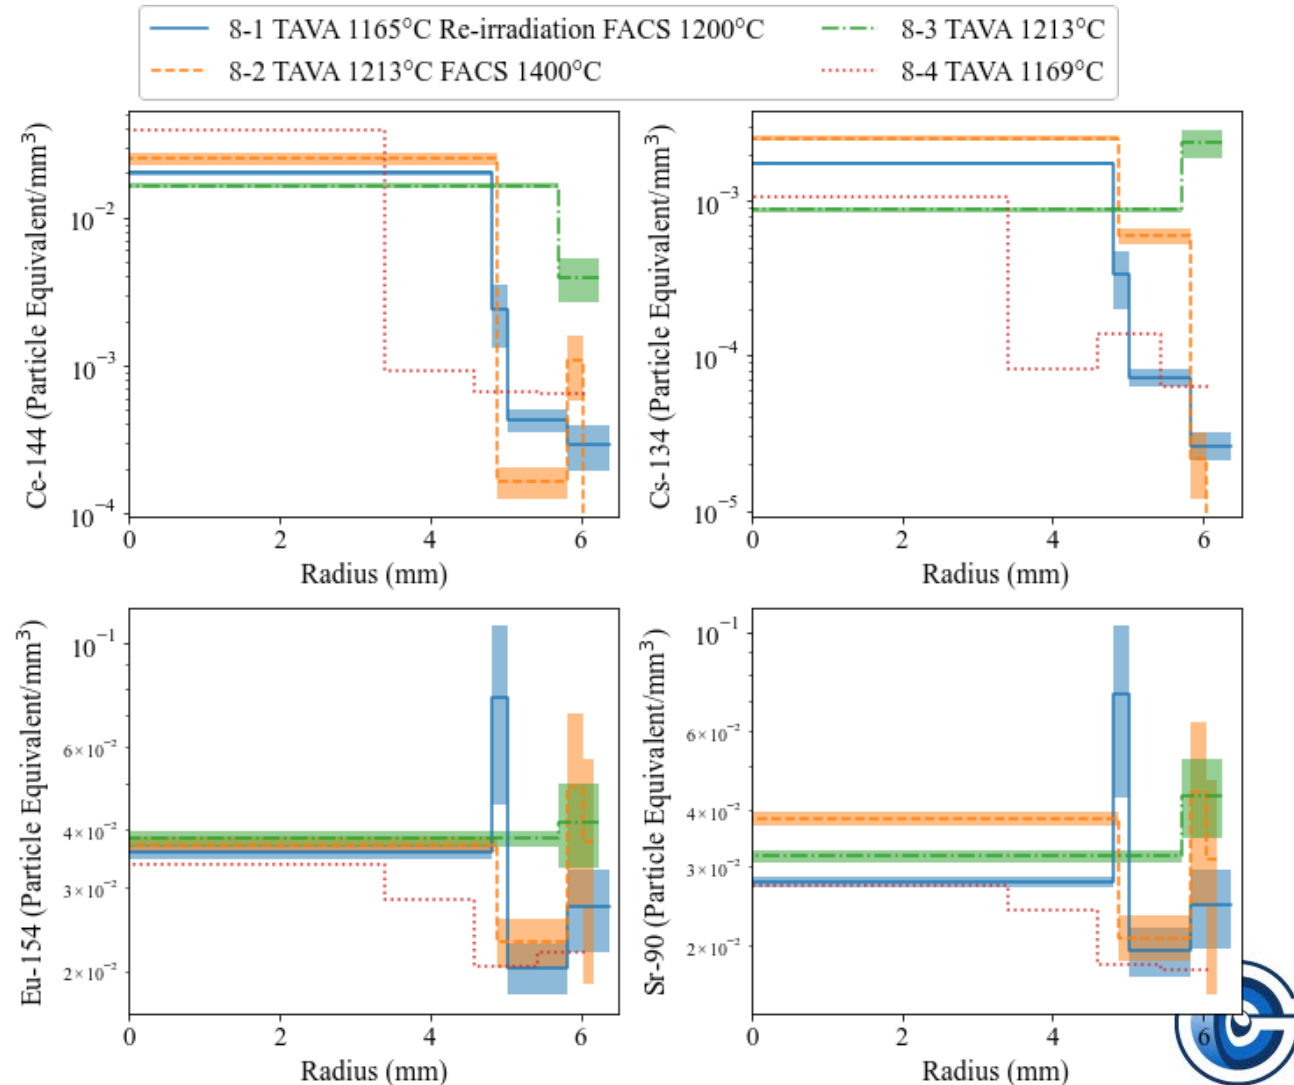 8-1 TAVA 1165°C Re-irradiation FACS 1200°C
8-2 TAVA 1213°C FACS 1400°C
8-3 TAVA 1213°C
8-4 TAVA 1169°C
Ce-144 (Particle Equivalent/mm³)
10⁻²
10⁻³
10⁻⁴
0 2 4 6
Radius (mm)
Cs-134 (Particle Equivalent/mm³)
10⁻³
10⁻⁴
10⁻⁵
0 2 4 6
Radius (mm)
Eu-154 (Particle Equivalent/mm³)
10⁻¹
6 × 10⁻²
4 × 10⁻²
3 × 10⁻²
2 × 10⁻²
0 2 4 6
Radius (mm)
Sr-90 (Particle Equivalent/mm³)
10⁻¹
6 × 10⁻²
4 × 10⁻²
3 × 10⁻²
2 × 10⁻²
0 2 4 6
Radius (mm)